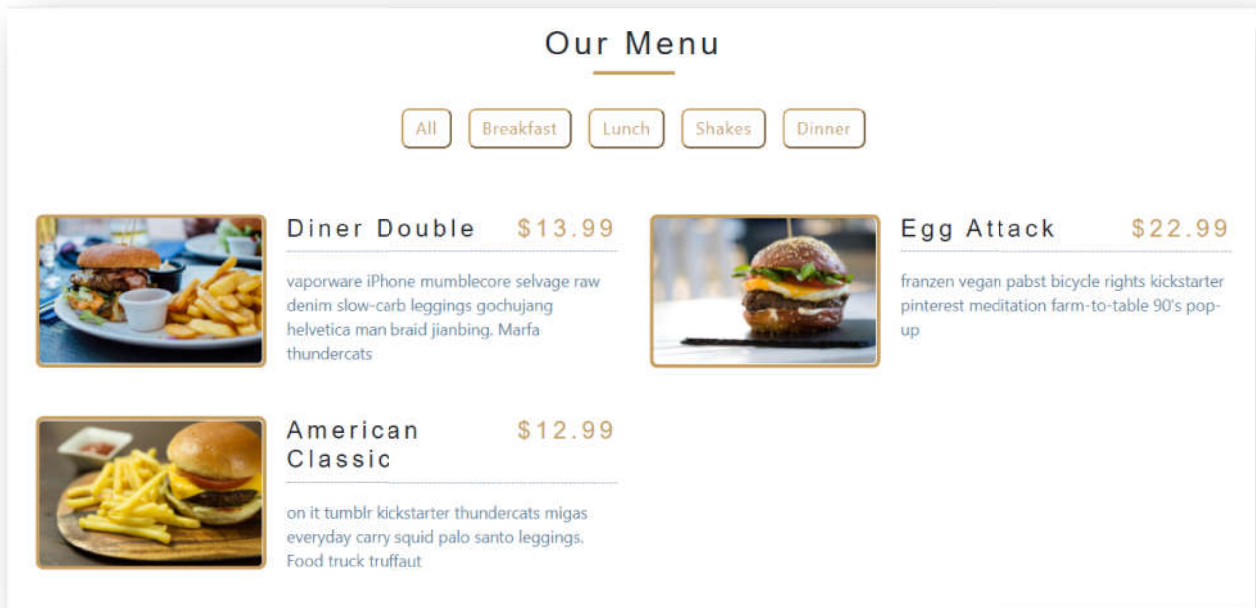 Our Menu
All Breakfast Lunch Shakes Dinner
Diner Double $13.99
vaporware iPhone mumblecore selvage raw
denim slow-carb leggings gochujang
helvetica man braid jianbing. Marfa
thundercats
Egg Attack $22.99
franzen vegan pabst bicycle rights kickstarter
pinterest meditation farm-to-table 90's pop-
up
American $12.99
Classic
on it tumblr kickstarter thundercats migas
everyday carry squid palo santo leggings.
Food truck truffaut